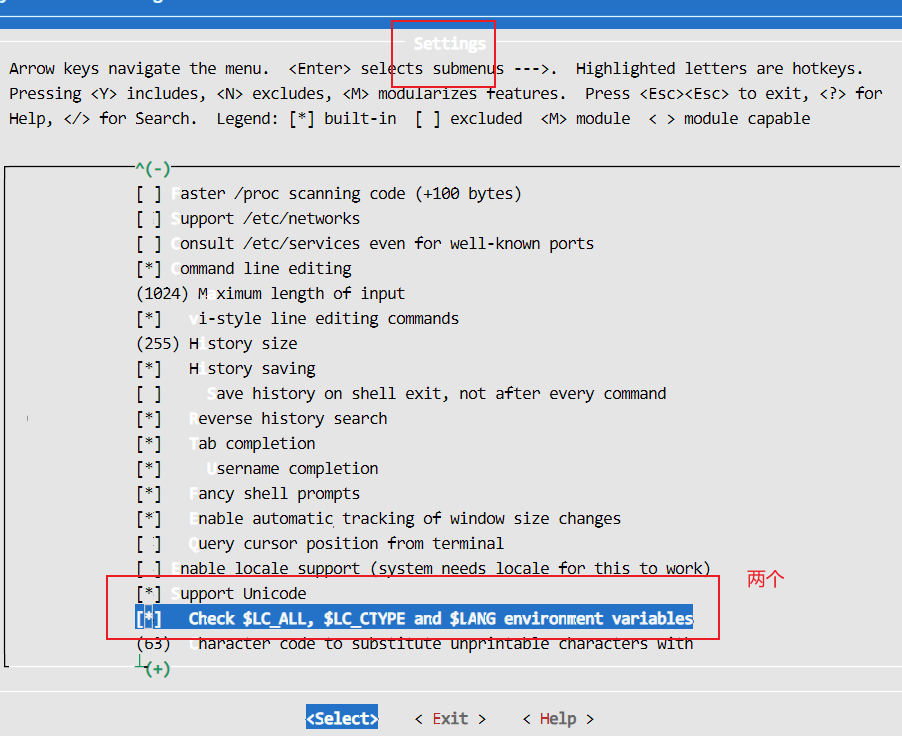 Settings
Arrow keys navigate the menu. <Enter> selects submenus --->. Highlighted letters are hotkeys.
Pressing <Y> includes, <N> excludes, <M> modularizes features. Press <Esc><Esc> to exit, <?> for
Help, </> for Search. Legend: [*] built-in [ ] excluded <M> module < > module capable
^(-)
[ ] Faster /proc scanning code (+100 bytes)
[ ] Support /etc/networks
[ ] Consult /etc/services even for well-known ports
[*] Command line editing
(1024) Maximum length of input
[*] vi-style line editing commands
(255) History size
[*] History saving
[ ] Save history on shell exit, not after every command
[*] Reverse history search
[*] Tab completion
[*] Username completion
[*] Fancy shell prompts
[*] Enable automatic tracking of window size changes
[ ] Query cursor position from terminal
[ ] Enable locale support (system needs locale for this to work)
两个
[*] Support Unicode
[*] Check $LC_ALL, $LC_CTYPE and $LANG environment variables
(63) Character code to substitute unprintable characters with
(+)
<Select> < Exit > < Help >